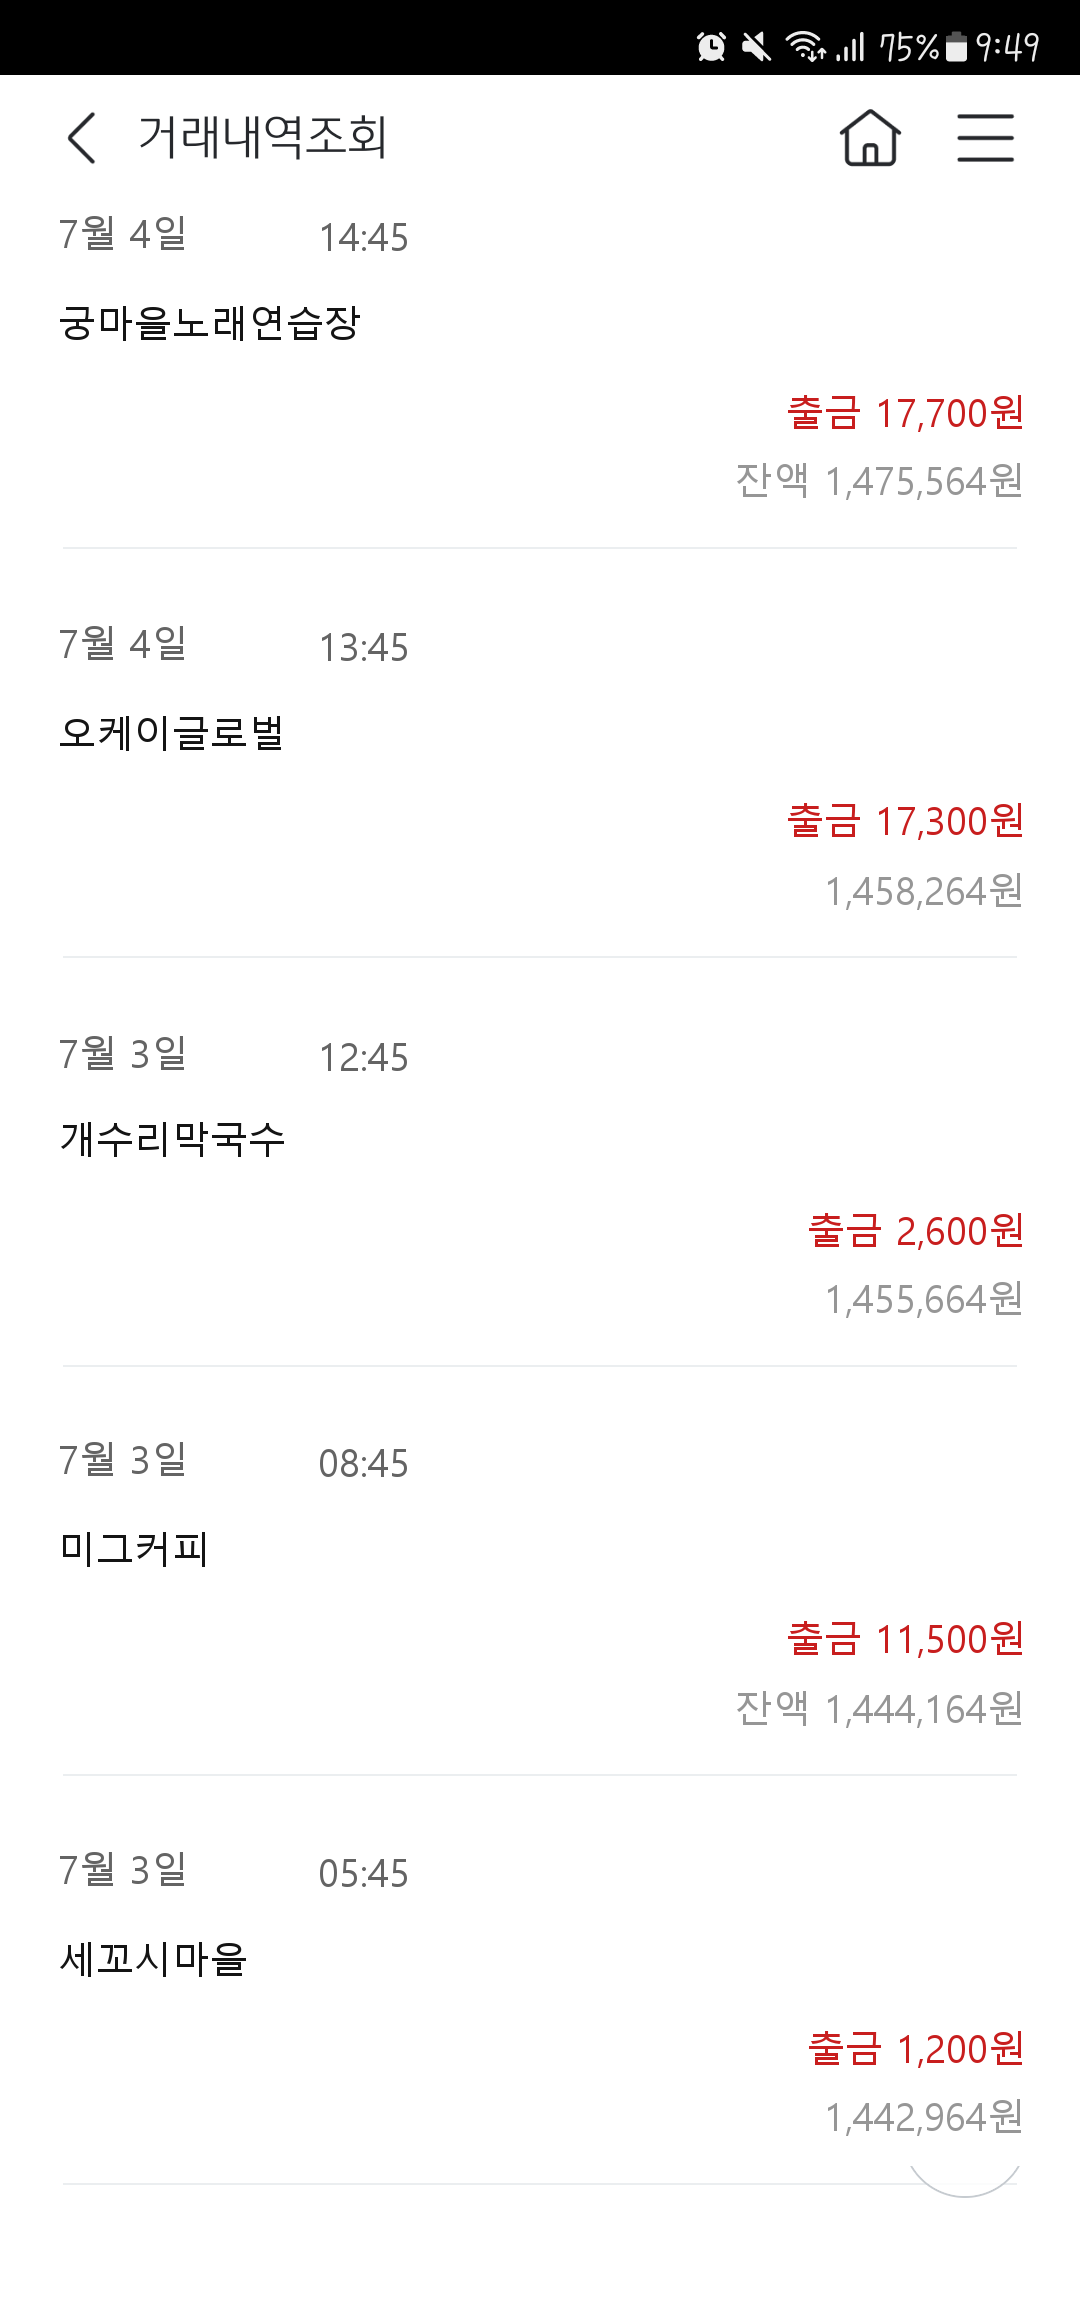 75% 9:49
거래내역조회
7월 4일 14:45
궁마을노래연습장
출금 17,700원
잔액 1,475,564원
7월 4일 13:45
오케이글로벌
출금 17,300원
1,458,264원
7월 3일 12:45
개수리막국수
출금 2,600원
1,455,664원
7월 3일 08:45
미그커피
출금 11,500원
잔액 1,444,164원
7월 3일 05:45
세꼬시마을
출금 1,200원
1,442,964원